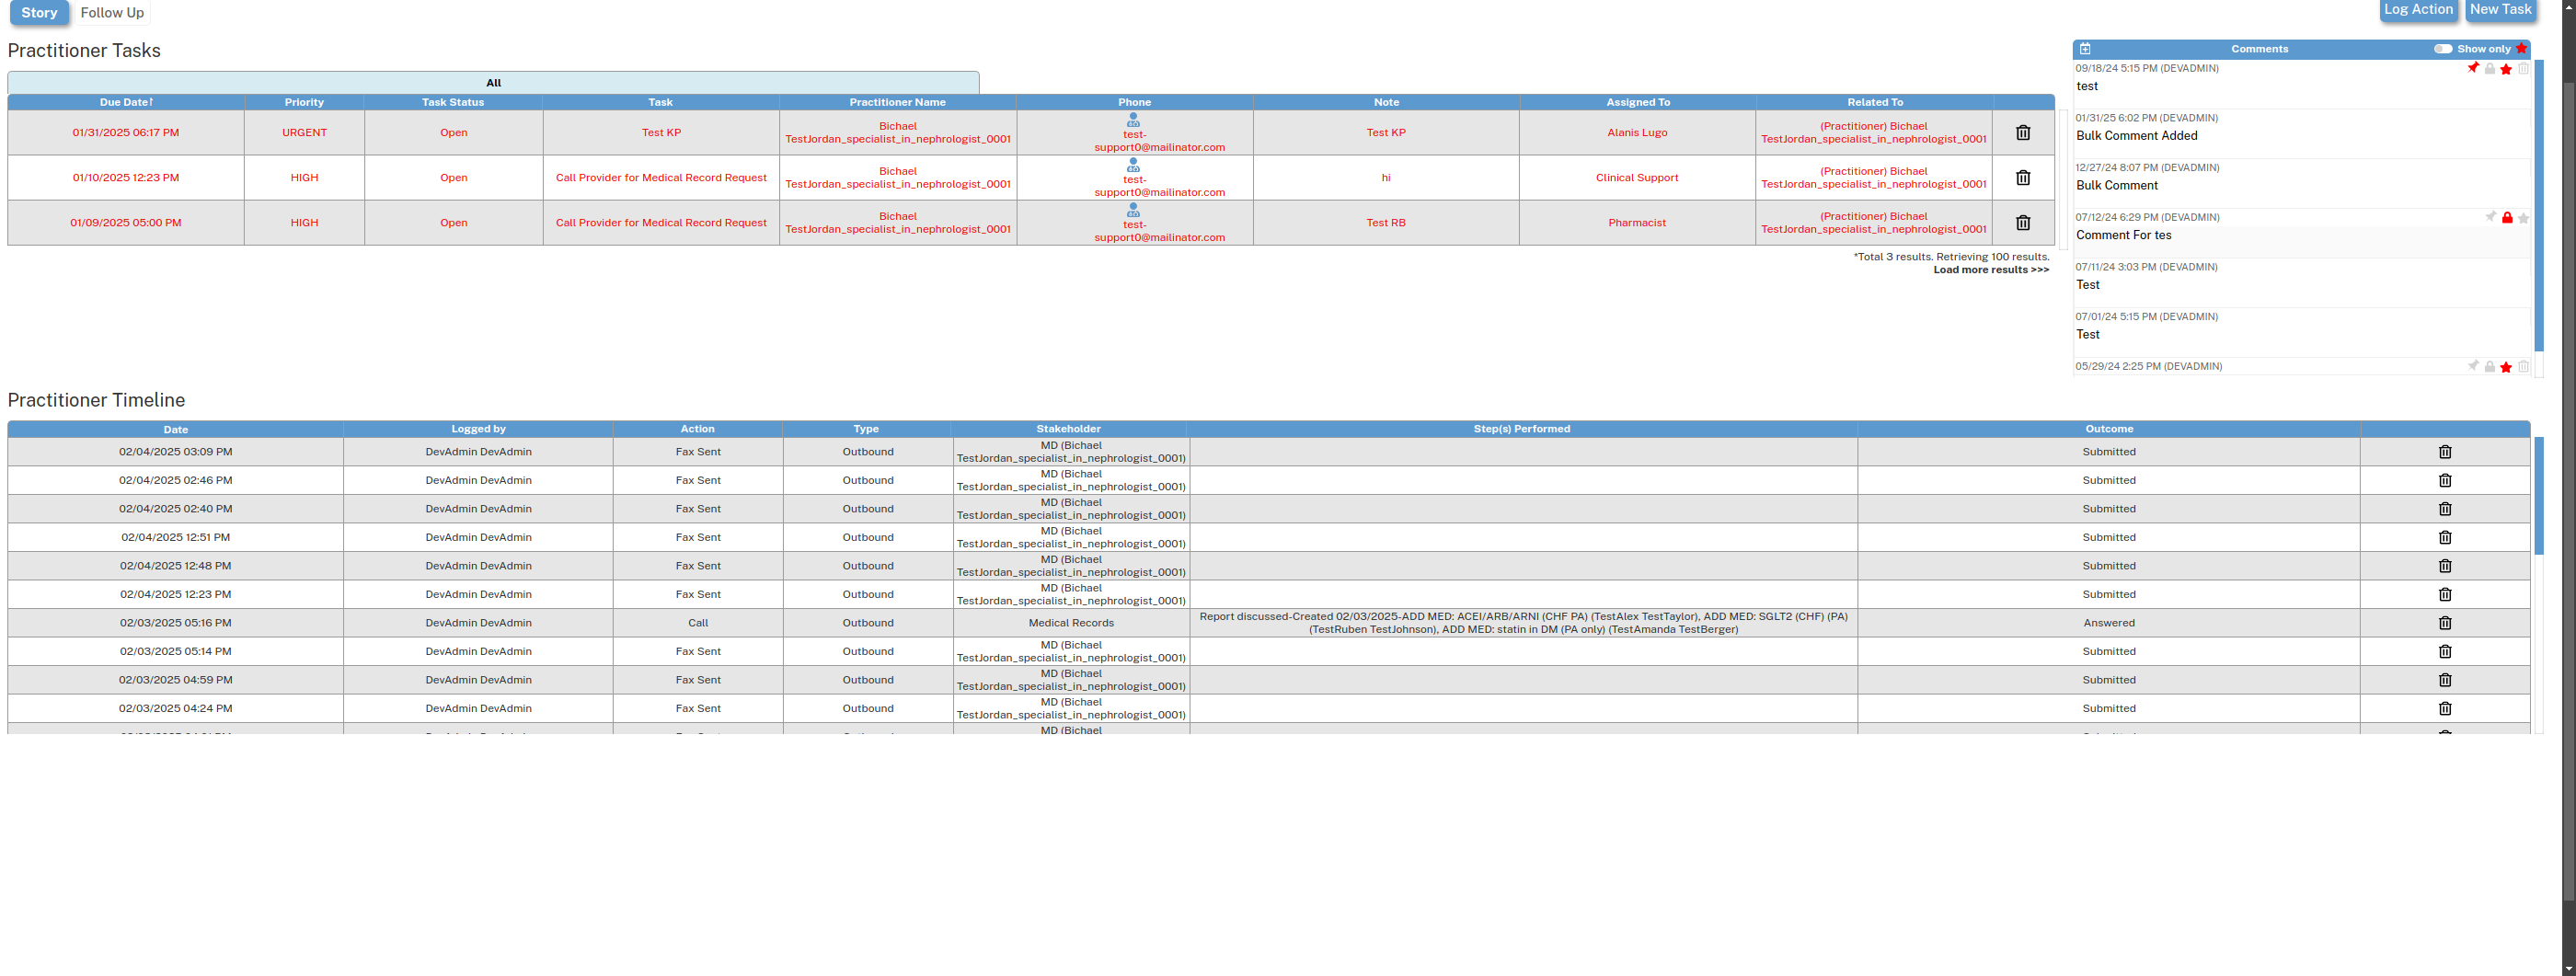 Story Follow Up Log Action New Task
Practitioner Tasks
All
Due Date↑ Priority Task Status Task Practitioner Name Phone Note Assigned To Related To
01/31/2025 06:17 PM URGENT Open Test KP Bichael TestJordan_specialist_in_nephrologist_0001 test-support0@mailinator.com Test KP Alanis Lugo (Practitioner) Bichael TestJordan_specialist_in_nephrologist_0001
01/10/2025 12:23 PM HIGH Open Call Provider for Medical Record Request Bichael TestJordan_specialist_in_nephrologist_0001 test-support0@mailinator.com hi Clinical Support (Practitioner) Bichael TestJordan_specialist_in_nephrologist_0001
01/09/2025 05:00 PM HIGH Open Call Provider for Medical Record Request Bichael TestJordan_specialist_in_nephrologist_0001 test-support0@mailinator.com Test RB Pharmacist (Practitioner) Bichael TestJordan_specialist_in_nephrologist_0001
*Total 3 results. Retrieving 100 results.
Load more results >>>
Comments Show only
09/18/24 5:15 PM (DEVADMIN)
test
01/31/25 6:02 PM (DEVADMIN)
Bulk Comment Added
12/27/24 8:07 PM (DEVADMIN)
Bulk Comment
07/12/24 6:29 PM (DEVADMIN)
Comment For tes
07/11/24 3:03 PM (DEVADMIN)
Test
07/01/24 5:15 PM (DEVADMIN)
Test
05/29/24 2:25 PM (DEVADMIN)
Practitioner Timeline
Date Logged by Action Type Stakeholder Step(s) Performed Outcome
02/04/2025 03:09 PM DevAdmin DevAdmin Fax Sent Outbound MD (Bichael TestJordan_specialist_in_nephrologist_0001) Submitted
02/04/2025 02:46 PM DevAdmin DevAdmin Fax Sent Outbound MD (Bichael TestJordan_specialist_in_nephrologist_0001) Submitted
02/04/2025 02:40 PM DevAdmin DevAdmin Fax Sent Outbound MD (Bichael TestJordan_specialist_in_nephrologist_0001) Submitted
02/04/2025 12:51 PM DevAdmin DevAdmin Fax Sent Outbound MD (Bichael TestJordan_specialist_in_nephrologist_0001) Submitted
02/04/2025 12:48 PM DevAdmin DevAdmin Fax Sent Outbound MD (Bichael TestJordan_specialist_in_nephrologist_0001) Submitted
02/04/2025 12:23 PM DevAdmin DevAdmin Fax Sent Outbound MD (Bichael TestJordan_specialist_in_nephrologist_0001) Submitted
02/03/2025 05:16 PM DevAdmin DevAdmin Call Outbound Medical Records Report discussed-Created 02/03/2025-ADD MED: ACEI/ARB/ARNI (CHF PA) (TestAlex TestTaylor), ADD MED: SGLT2 (CHF) (PA) (TestRuben TestJohnson), ADD MED: statin in DM (PA only) (TestAmanda TestBerger) Answered
02/03/2025 05:14 PM DevAdmin DevAdmin Fax Sent Outbound MD (Bichael TestJordan_specialist_in_nephrologist_0001) Submitted
02/03/2025 04:59 PM DevAdmin DevAdmin Fax Sent Outbound MD (Bichael TestJordan_specialist_in_nephrologist_0001) Submitted
02/03/2025 04:24 PM DevAdmin DevAdmin Fax Sent Outbound MD (Bichael TestJordan_specialist_in_nephrologist_0001) Submitted
MD (Bichael